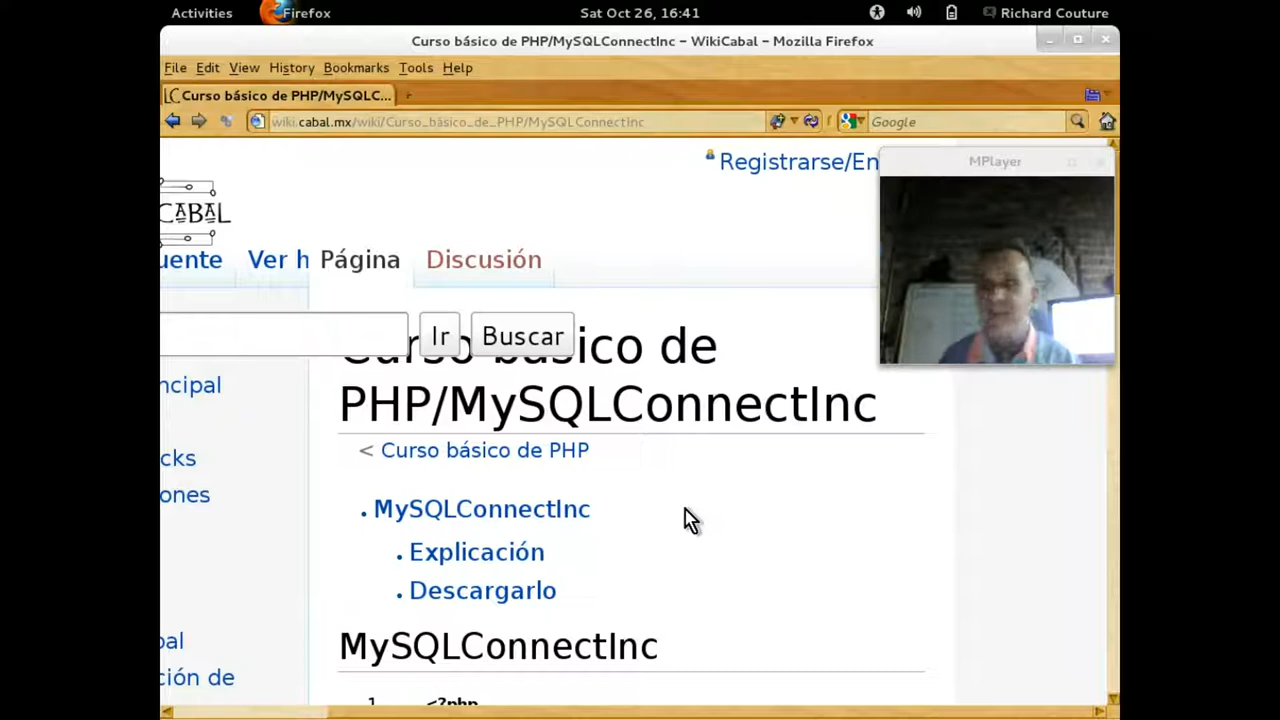 Activities Firefox Sat Oct 26, 16:41 Richard Couture
Curso básico de PHP/MySQLConnectInc – WikiCabal – Mozilla Firefox
File Edit View History Bookmarks Tools Help
Curso básico de PHP/MySQLC...
wiki.cabal.mx/wiki/Curso_básico_de_PHP/MySQLConnectInc Google
Registrarse/En
MPlayer
CABAL
uente Ver h Página Discusión
Ir Buscar
Curso básico de
PHP/MySQLConnectInc
< Curso básico de PHP
ncipal
cks
ones
• MySQLConnectInc
• Explicación
• Descargarlo
pal
ción de
MySQLConnectInc
1 <?php